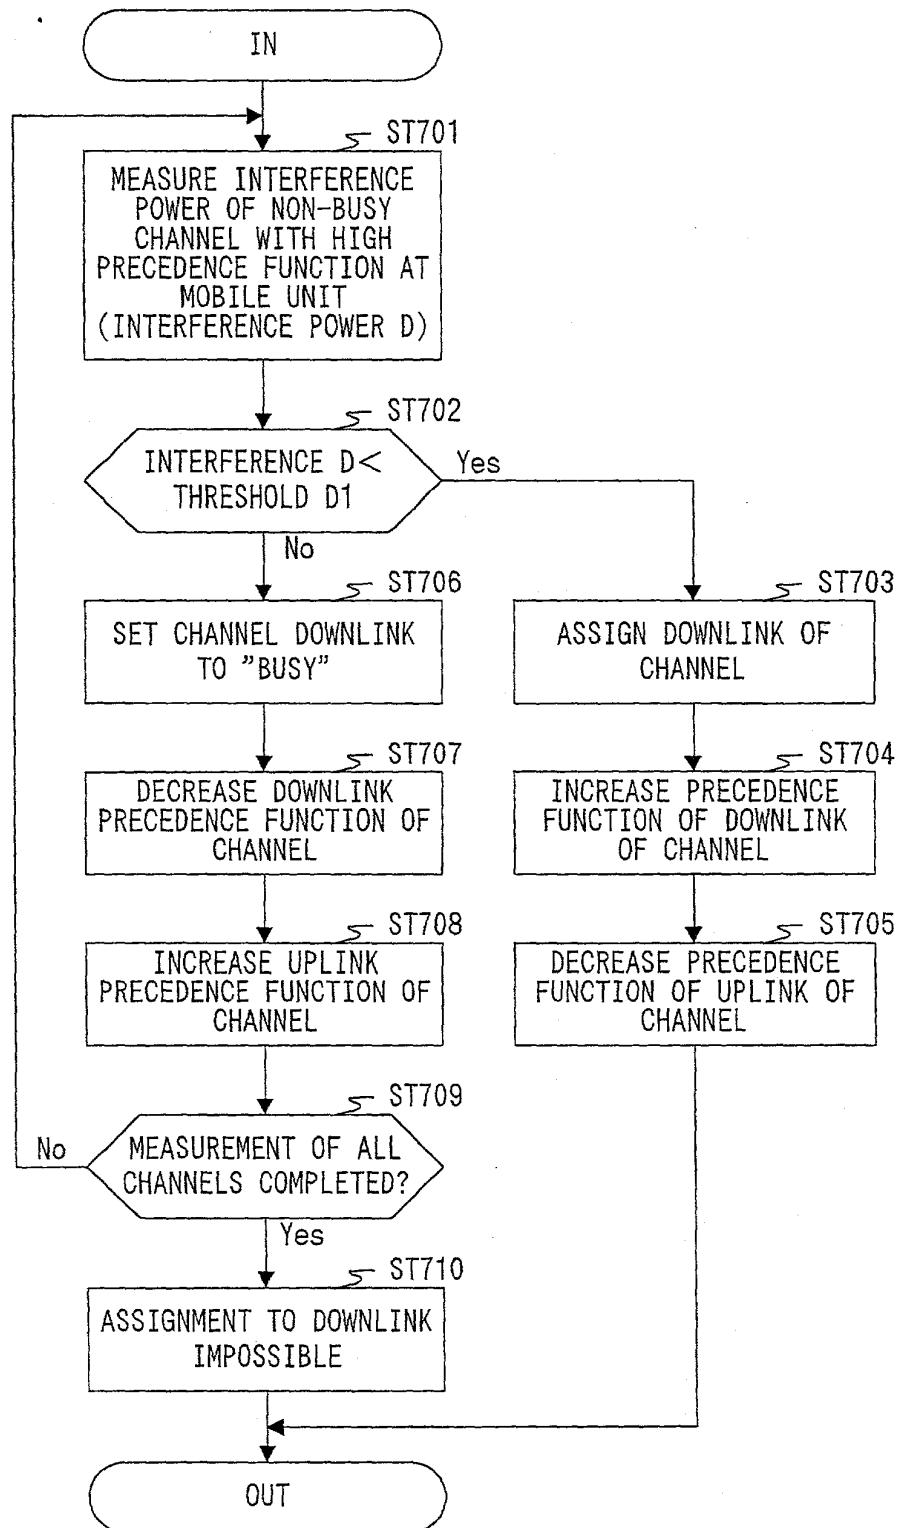 IN
ST701
MEASURE INTERFERENCE
POWER OF NON-BUSY
CHANNEL WITH HIGH
PRECEDENCE FUNCTION AT
MOBILE UNIT
(INTERFERENCE POWER D)
ST702
INTERFERENCE D<
THRESHOLD D1
Yes
No
ST706
SET CHANNEL DOWNLINK
TO "BUSY"
ST703
ASSIGN DOWNLINK OF
CHANNEL
ST707
DECREASE DOWNLINK
PRECEDENCE FUNCTION OF
CHANNEL
ST704
INCREASE PRECEDENCE
FUNCTION OF DOWNLINK
OF CHANNEL
ST708
INCREASE UPLINK
PRECEDENCE FUNCTION OF
CHANNEL
ST705
DECREASE PRECEDENCE
FUNCTION OF UPLINK OF
CHANNEL
ST709
MEASUREMENT OF ALL
CHANNELS COMPLETED?
No
Yes
ST710
ASSIGNMENT TO DOWNLINK
IMPOSSIBLE
OUT